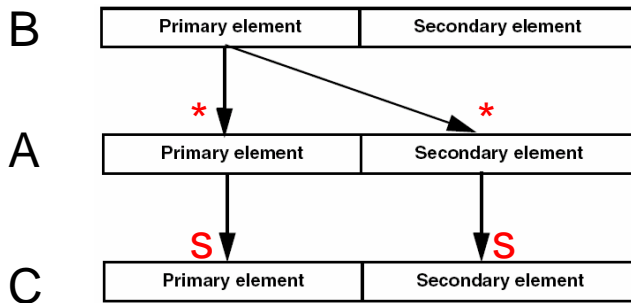 B Primary element Secondary element
* *
A Primary element Secondary element
S S
C Primary element Secondary element